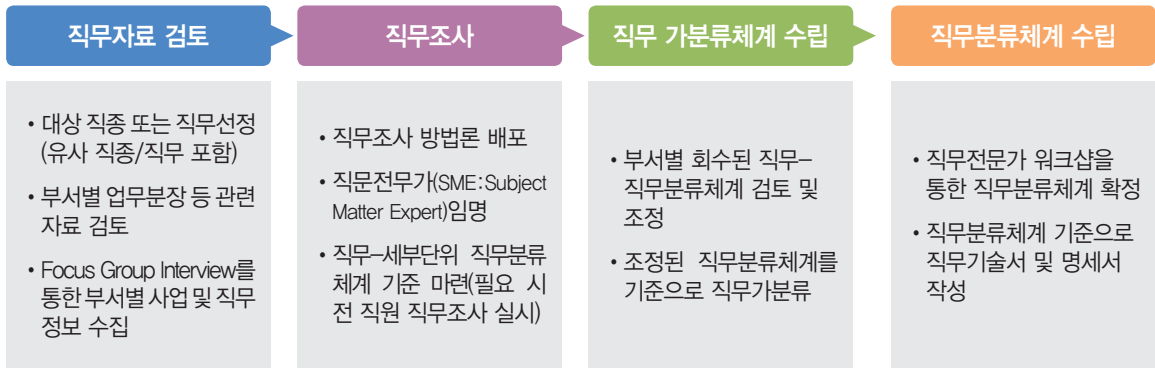 직무자료 검토
• 대상 직종 또는 직무선정
(유사 직종/직무 포함)
• 부서별 업무분장 등 관련
자료 검토
• Focus Group Interview를
통한 부서별 사업 및 직무
정보 수집
직무조사
• 직무조사 방법론 배포
• 직문전무가(SME:Subject
Matter Expert)임명
• 직무–세부단위 직무분류
체계 기준 마련(필요 시
전 직원 직무조사 실시)
직무 가분류체계 수립
• 부서별 회수된 직무–
직무분류체계 검토 및
조정
• 조정된 직무분류체계를
기준으로 직무가분류
직무분류체계 수립
• 직무전문가 워크샵을
통한 직무분류체계 확정
• 직무분류체계 기준으로
직무기술서 및 명세서
작성